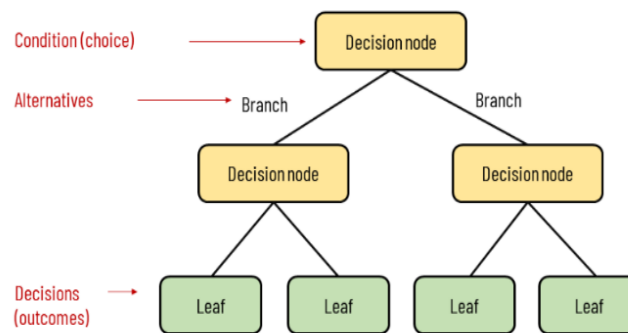 Condition (choice)
Decision node
Alternatives
Branch
Branch
Decision node
Decision node
Decisions
(outcomes)
Leaf
Leaf
Leaf
Leaf